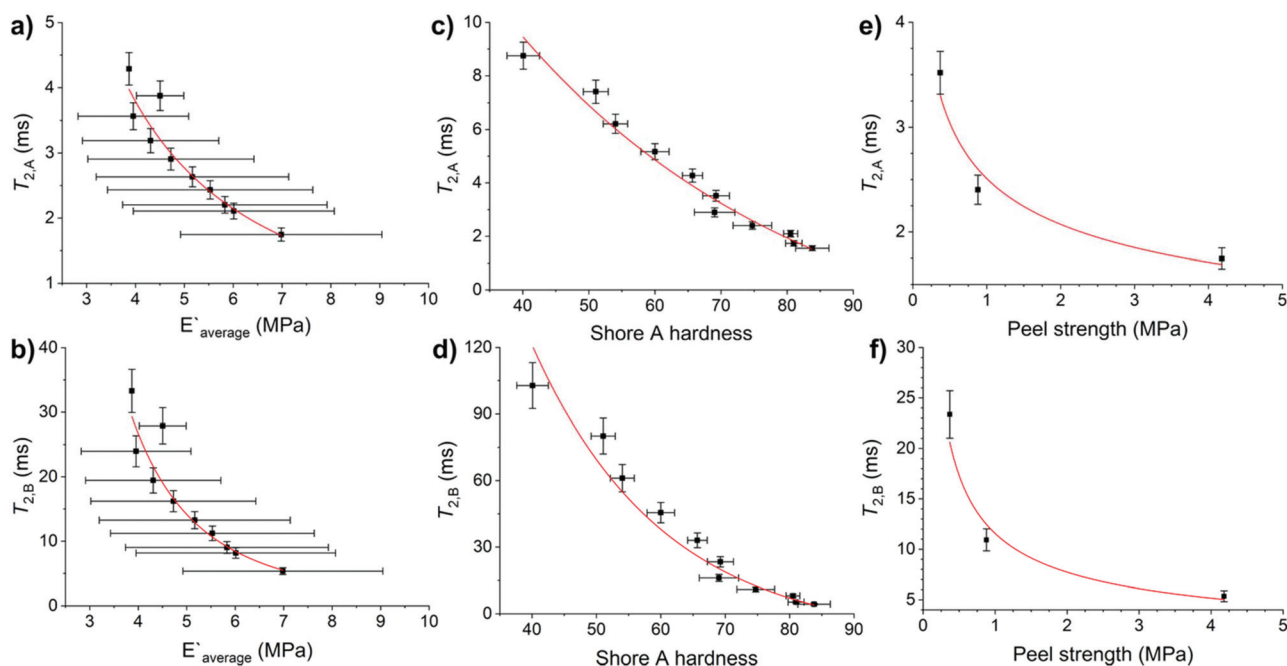 a)
5
4
3
2
1
T2,A (ms)
3 4 5 6 7 8 9 10
E`average (MPa)
c)
10
8
6
4
2
0
T2,A (ms)
40 50 60 70 80 90
Shore A hardness
e)
4
3
2
1
T2,A (ms)
0 1 2 3 4 5
Peel strength (MPa)
b)
40
30
20
10
0
T2,B (ms)
3 4 5 6 7 8 9 10
E`average (MPa)
d)
120
90
60
30
0
T2,B (ms)
40 50 60 70 80 90
Shore A hardness
f)
30
25
20
15
10
5
T2,B (ms)
0 1 2 3 4 5
Peel strength (MPa)